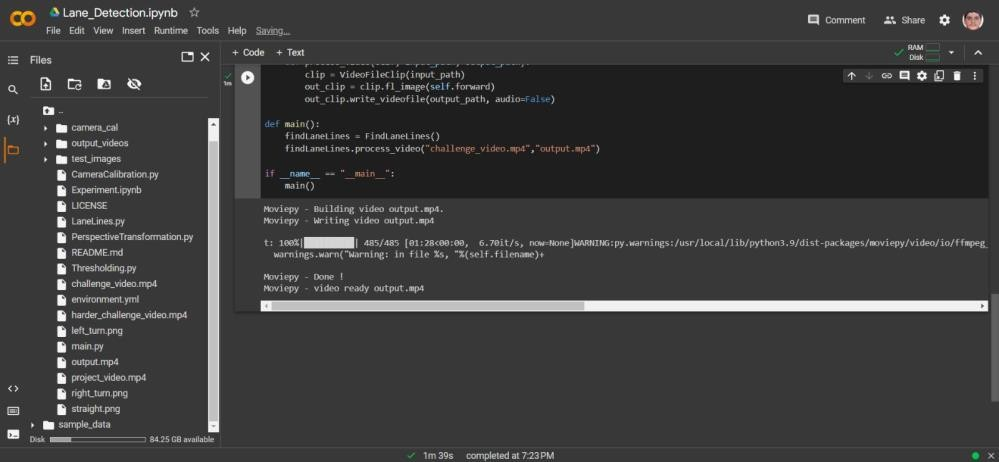 Lane_Detection.ipynb
File Edit View Insert Runtime Tools Help Saving...
Comment
Share
Files
+ Code + Text
RAM
Disk
..
camera_cal
output_videos
test_images
CameraCalibration.py
Experiment.ipynb
LICENSE
LaneLines.py
PerspectiveTransformation.py
README.md
Thresholding.py
challenge_video.mp4
environment.yml
harder_challenge_video.mp4
left_turn.png
main.py
output.mp4
project_video.mp4
right_turn.png
straight.png
sample_data
Disk 84.25 GB available
{x}
1m
clip = VideoFileClip(input_path)
out_clip = clip.fl_image(self.forward)
out_clip.write_videofile(output_path, audio=False)
def main():
findLaneLines = FindLaneLines()
findLaneLines.process_video("challenge_video.mp4","output.mp4")
if __name__ == "__main__":
main()
Moviepy - Building video output.mp4.
Moviepy - Writing video output.mp4
t: 100%|██████████| 485/485 [01:28<00:00, 6.70it/s, now=None]WARNING:py.warnings:/usr/local/lib/python3.9/dist-packages/moviepy/video/io/ffmpeg_
warnings.warn("Warning: in file %s, "%(self.filename)+
Moviepy - Done !
Moviepy - video ready output.mp4
1m 39s completed at 7:23 PM